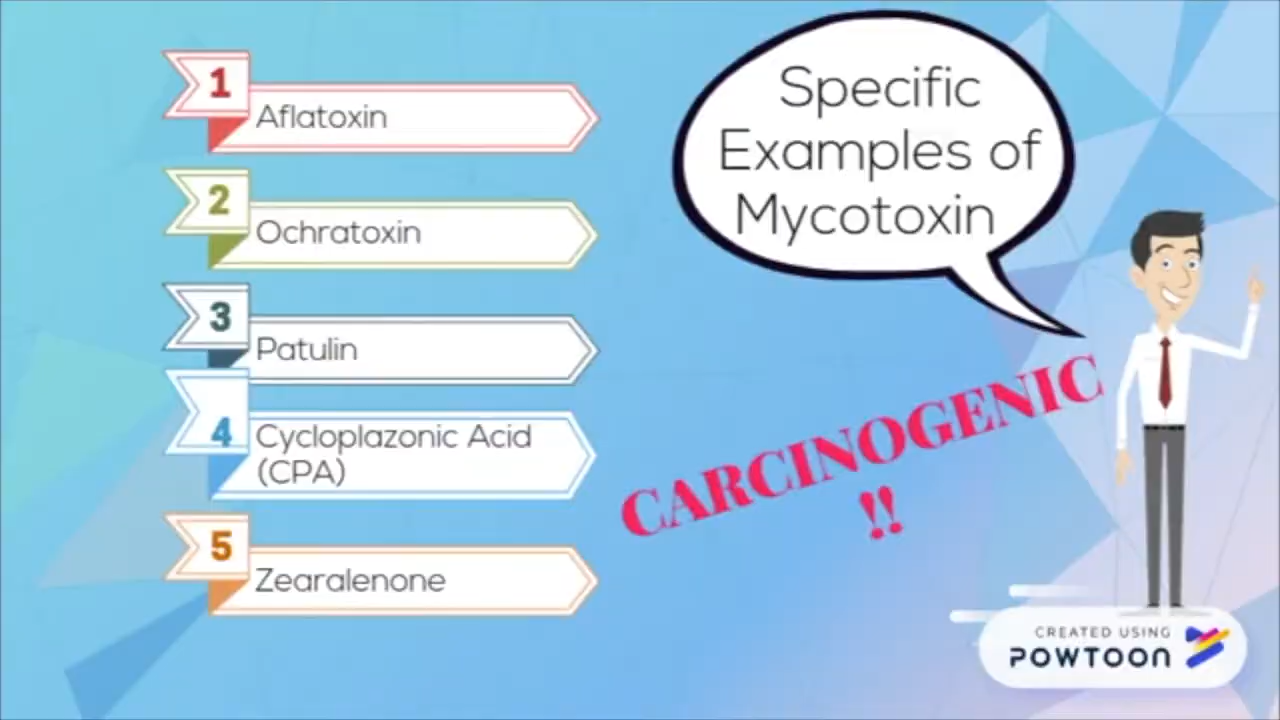 Specific
Examples of
Mycotoxin
1
Aflatoxin
2
Ochratoxin
3
Patulin
4
Cycloplazonic Acid
(CPA)
5
Zearalenone
CARCINOGENIC
!!
CREATED USING
POWTOON